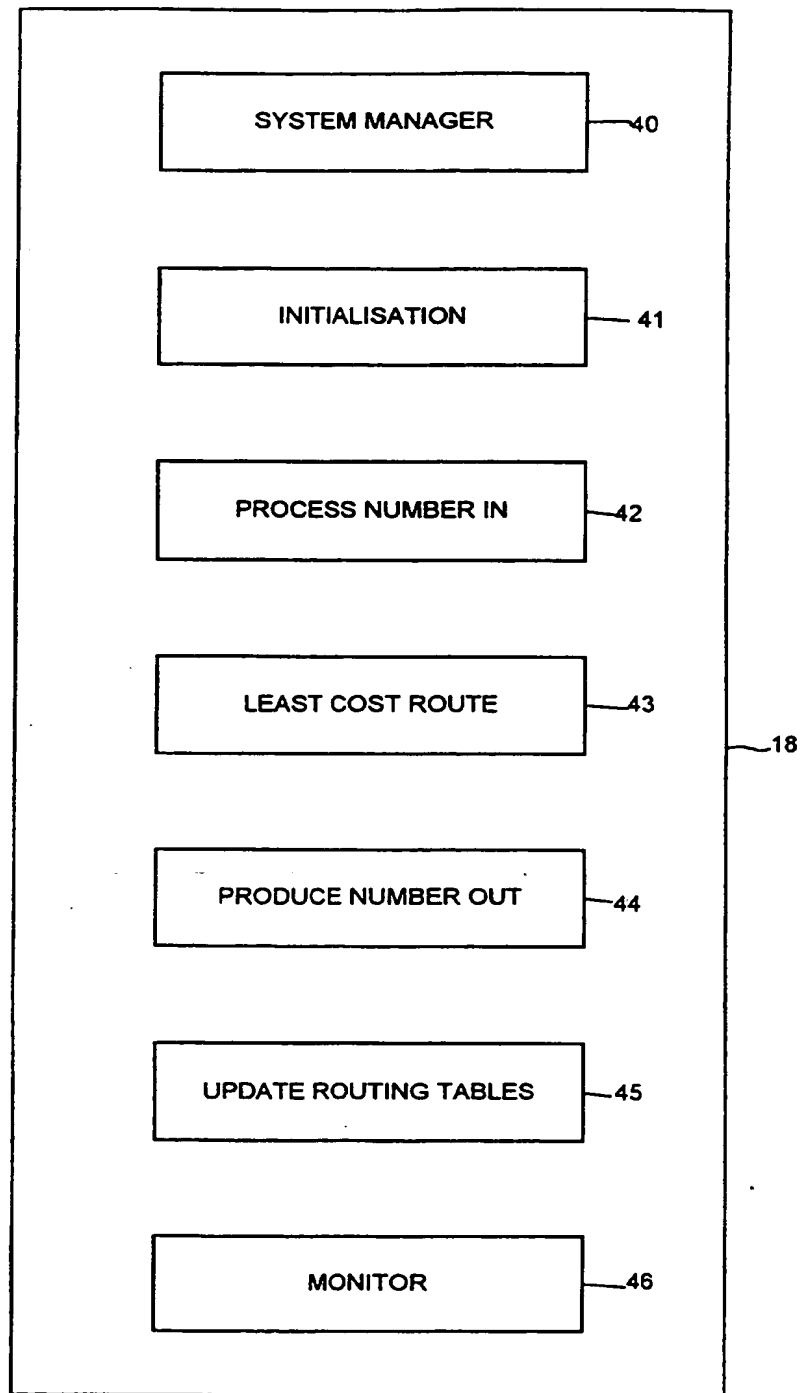 SYSTEM MANAGER 40
INITIALISATION 41
PROCESS NUMBER IN 42
LEAST COST ROUTE 43
18
PRODUCE NUMBER OUT 44
UPDATE ROUTING TABLES 45
MONITOR 46